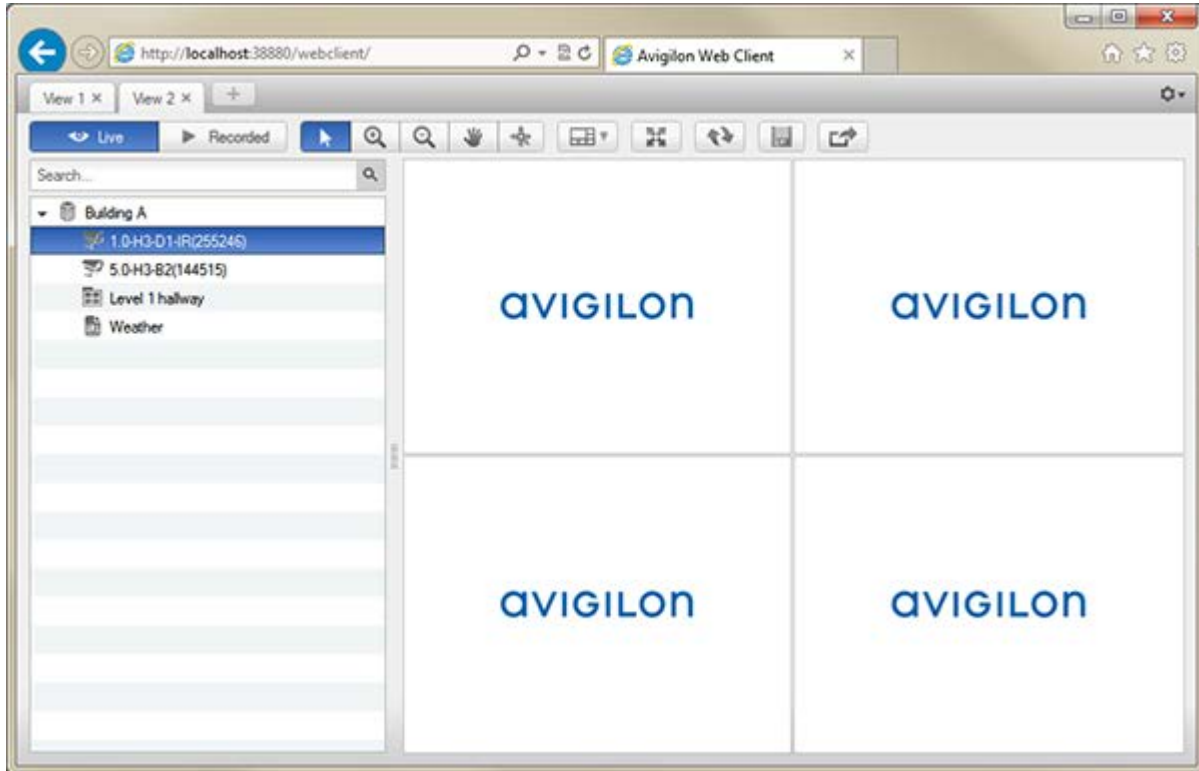 http://localhost:38880/webclient/
Avigilon Web Client
View 1
View 2
Live
Recorded
Search...
Building A
1.0-H3-D1-IR(255246)
5.0-H3-B2(144515)
Level 1 hallway
Weather
avigilon
avigilon
avigilon
avigilon